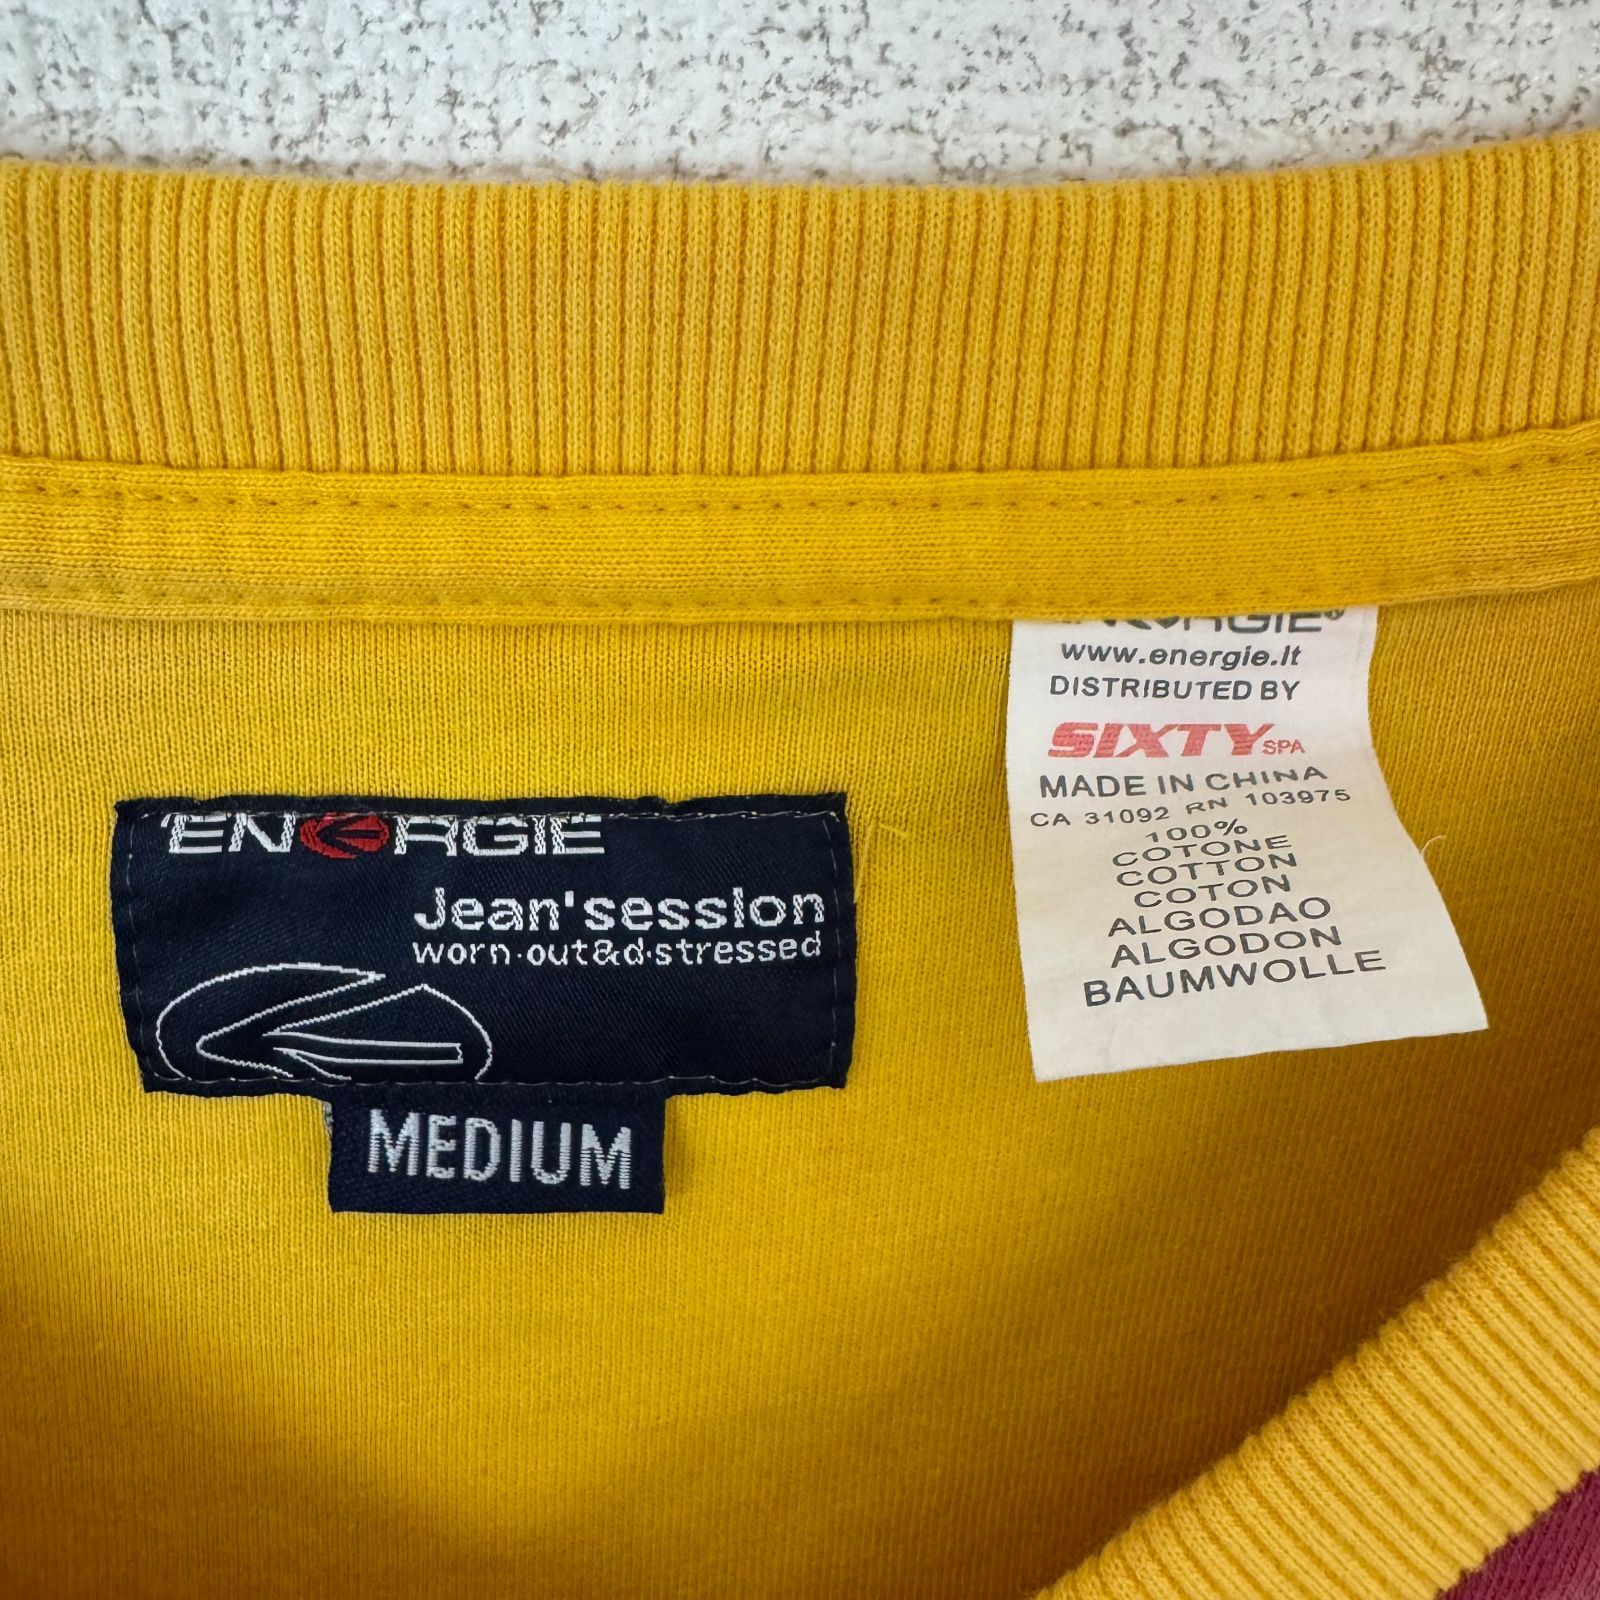 ENERGIE
Jean'session
worn·out&d·stressed
MEDIUM
ENERGIE®
www.energie.it
DISTRIBUTED BY
SIXTY SPA
MADE IN CHINA
CA 31092 RN 103975
100%
COTONE
COTTON
COTON
ALGODAO
ALGODON
BAUMWOLLE